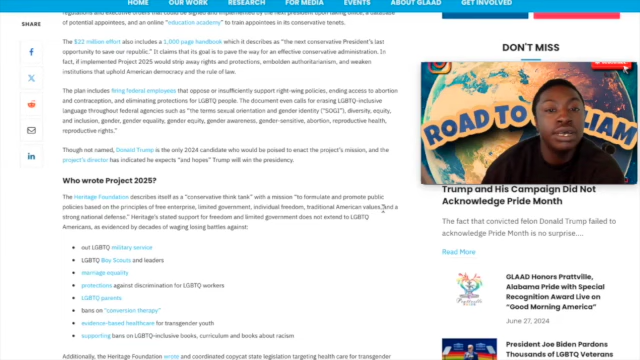 HOME OUR WORK RESEARCH FOR MEDIA EVENTS ABOUT GLAAD GET INVOLVED
of potential appointees, and an online "education academy" to train appointees in its conservative tenets.
The $22 million effort also includes a 1,000 page handbook which it describes as "the next conservative President's last
opportunity to save our republic." It claims that its goal is to pave the way for an effective conservative administration. In
fact, if implemented Project 2025 would strip away rights and protections, embolden authoritarianism, and weaken
institutions that uphold American democracy and the rule of law.
The plan includes firing federal employees that oppose or insufficiently support right-wing policies, ending access to abortion
and contraception, and eliminating protections for LGBTQ people. The document even calls for erasing LGBTQ-inclusive
language throughout federal agencies such as "the terms sexual orientation and gender identity ("SOGI"), diversity, equity,
and inclusion, gender, gender equality, gender equity, gender awareness, gender-sensitive, abortion, reproductive health,
reproductive rights."
Though not named, Donald Trump is the only 2024 candidate who would be poised to enact the project's mission, and the
project's director has indicated he expects "and hopes" Trump will win the presidency.
Who wrote Project 2025?
The Heritage Foundation describes itself as a "conservative think tank" with a mission "to formulate and promote public
policies based on the principles of free enterprise, limited government, individual freedom, traditional American values, and a
strong national defense." Heritage's stated support for freedom and limited government does not extend to LGBTQ
Americans, as evidenced by decades of waging losing battles against:
out LGBTQ military service
LGBTQ Boy Scouts and leaders
marriage equality
protections against discrimination for LGBTQ workers
LGBTQ parents
bans on "conversion therapy"
evidence-based healthcare for transgender youth
supporting bans on LGBTQ-inclusive books, curriculum and books about racism
Additionally, the Heritage Foundation wrote and coordinated copycat state legislation targeting health care for transgender
SHARE
DON'T MISS
ROAD TO
LIAM
Trump and His Campaign Did Not
Acknowledge Pride Month
The fact that convicted felon Donald Trump failed to
acknowledge Pride Month is no surprise....
Read More
GLAAD Honors Prattville,
Alabama Pride with Special
Recognition Award Live on
"Good Morning America"
June 27, 2024
President Joe Biden Pardons
Thousands of LGBTQ Veterans